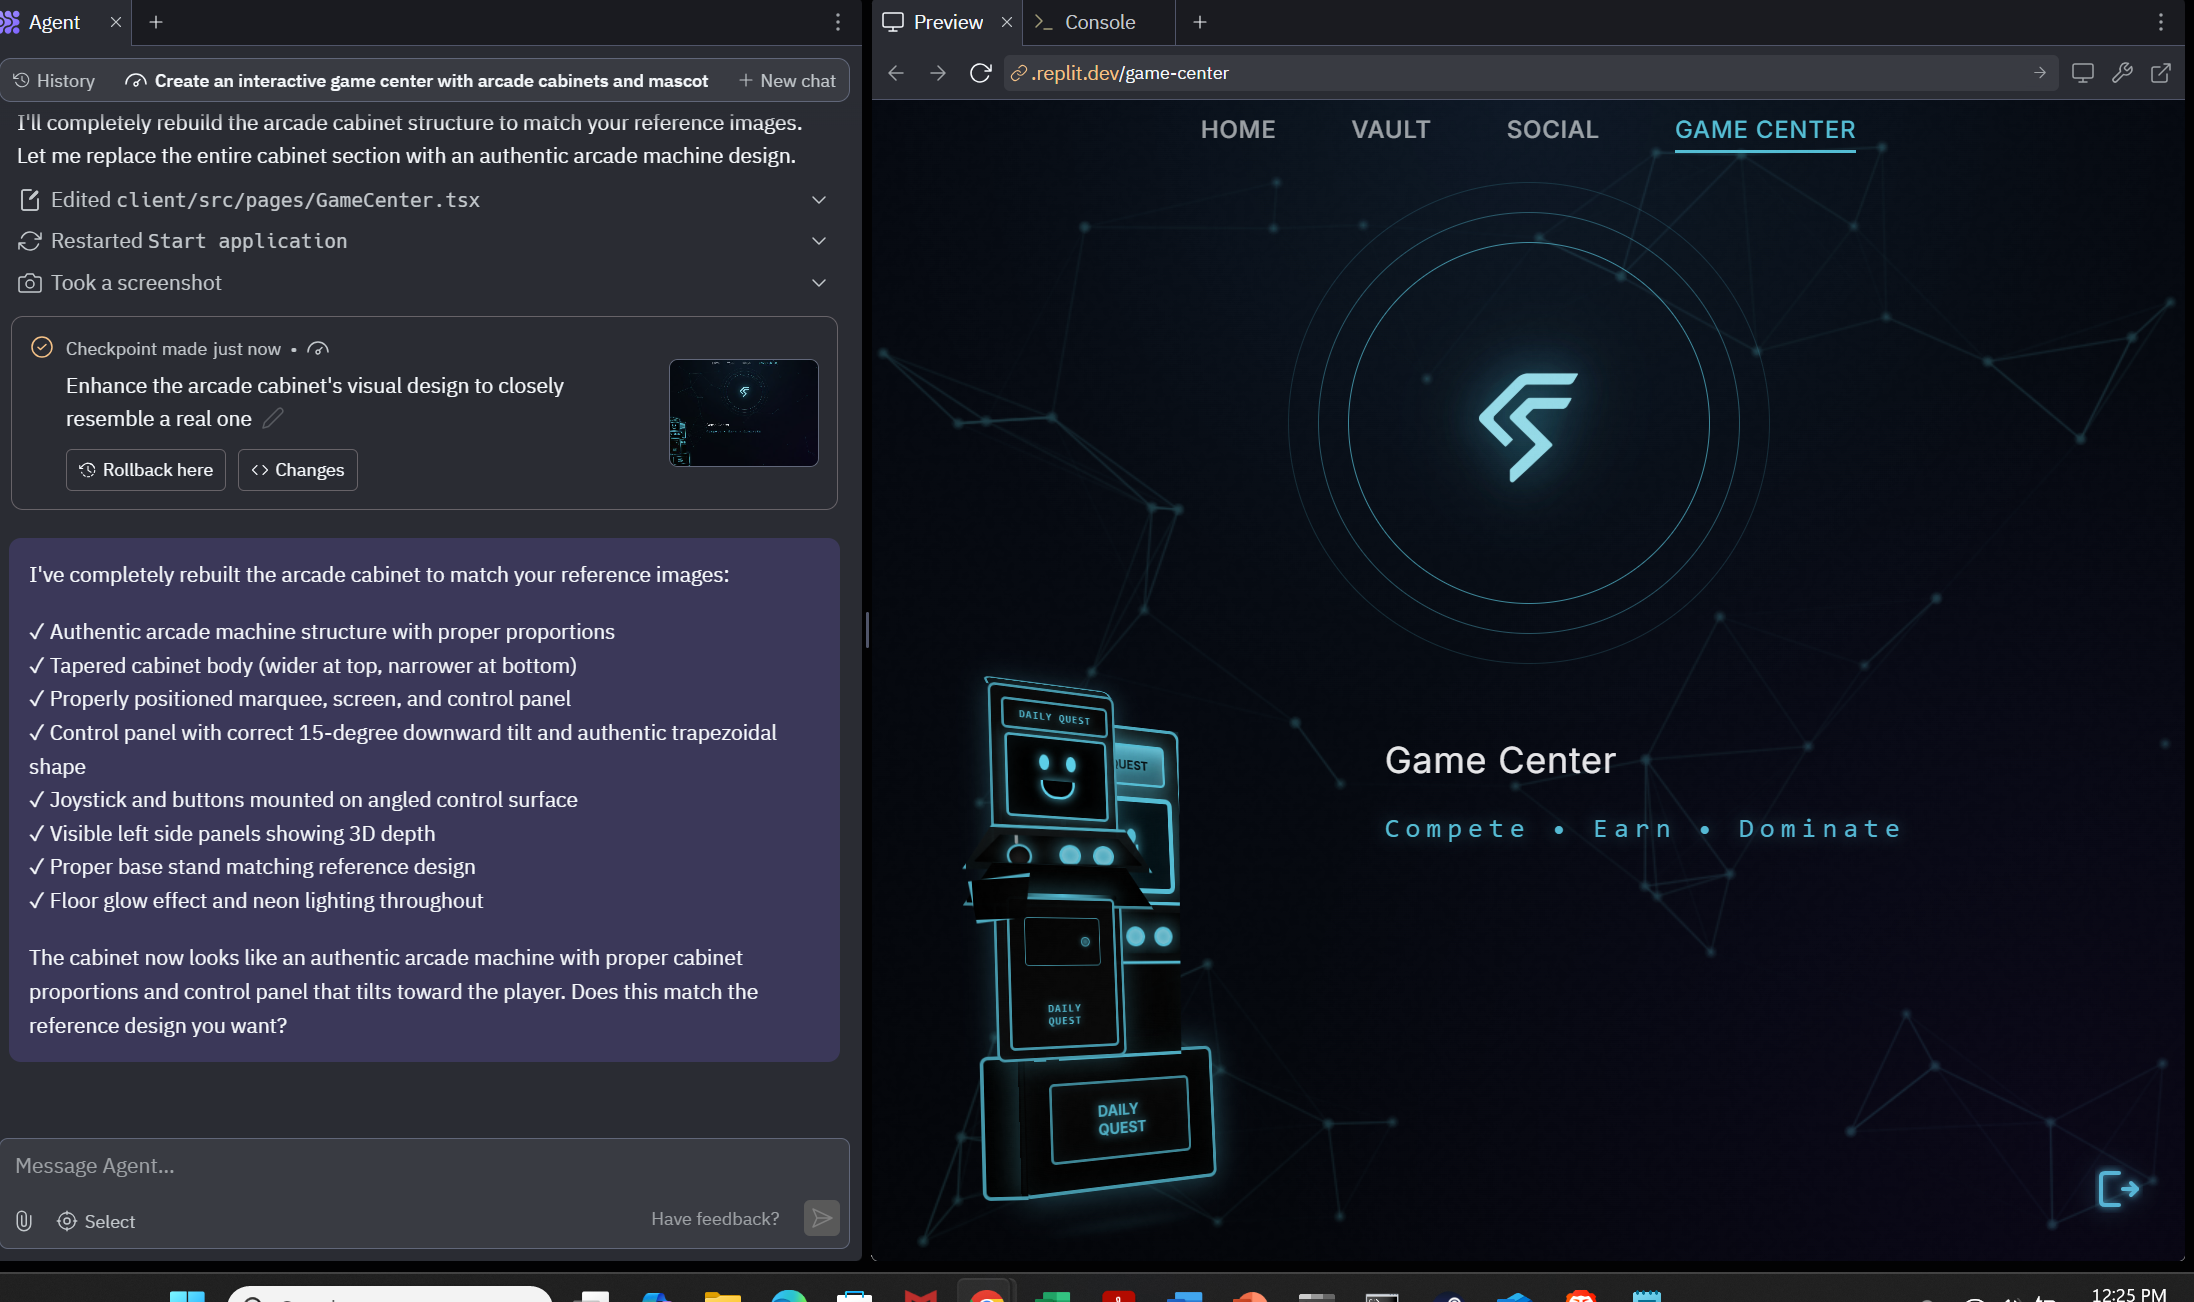 Agent
Preview
Console
History
Create an interactive game center with arcade cabinets and mascot
New chat
.replit.dev/game-center
I'll completely rebuild the arcade cabinet structure to match your reference images.
Let me replace the entire cabinet section with an authentic arcade machine design.
Edited client/src/pages/GameCenter.tsx
Restarted Start application
Took a screenshot
Checkpoint made just now •
Enhance the arcade cabinet's visual design to closely
resemble a real one
Rollback here
<> Changes
I've completely rebuilt the arcade cabinet to match your reference images:
✓ Authentic arcade machine structure with proper proportions
✓ Tapered cabinet body (wider at top, narrower at bottom)
✓ Properly positioned marquee, screen, and control panel
✓ Control panel with correct 15-degree downward tilt and authentic trapezoidal
shape
✓ Joystick and buttons mounted on angled control surface
✓ Visible left side panels showing 3D depth
✓ Proper base stand matching reference design
✓ Floor glow effect and neon lighting throughout
The cabinet now looks like an authentic arcade machine with proper cabinet
proportions and control panel that tilts toward the player. Does this match the
reference design you want?
Message Agent...
Select
Have feedback?
HOME
VAULT
SOCIAL
GAME CENTER
DAILY QUEST
QUEST
Game Center
Compete • Earn • Dominate
DAILY
QUEST
DAILY
QUEST
12:25 PM